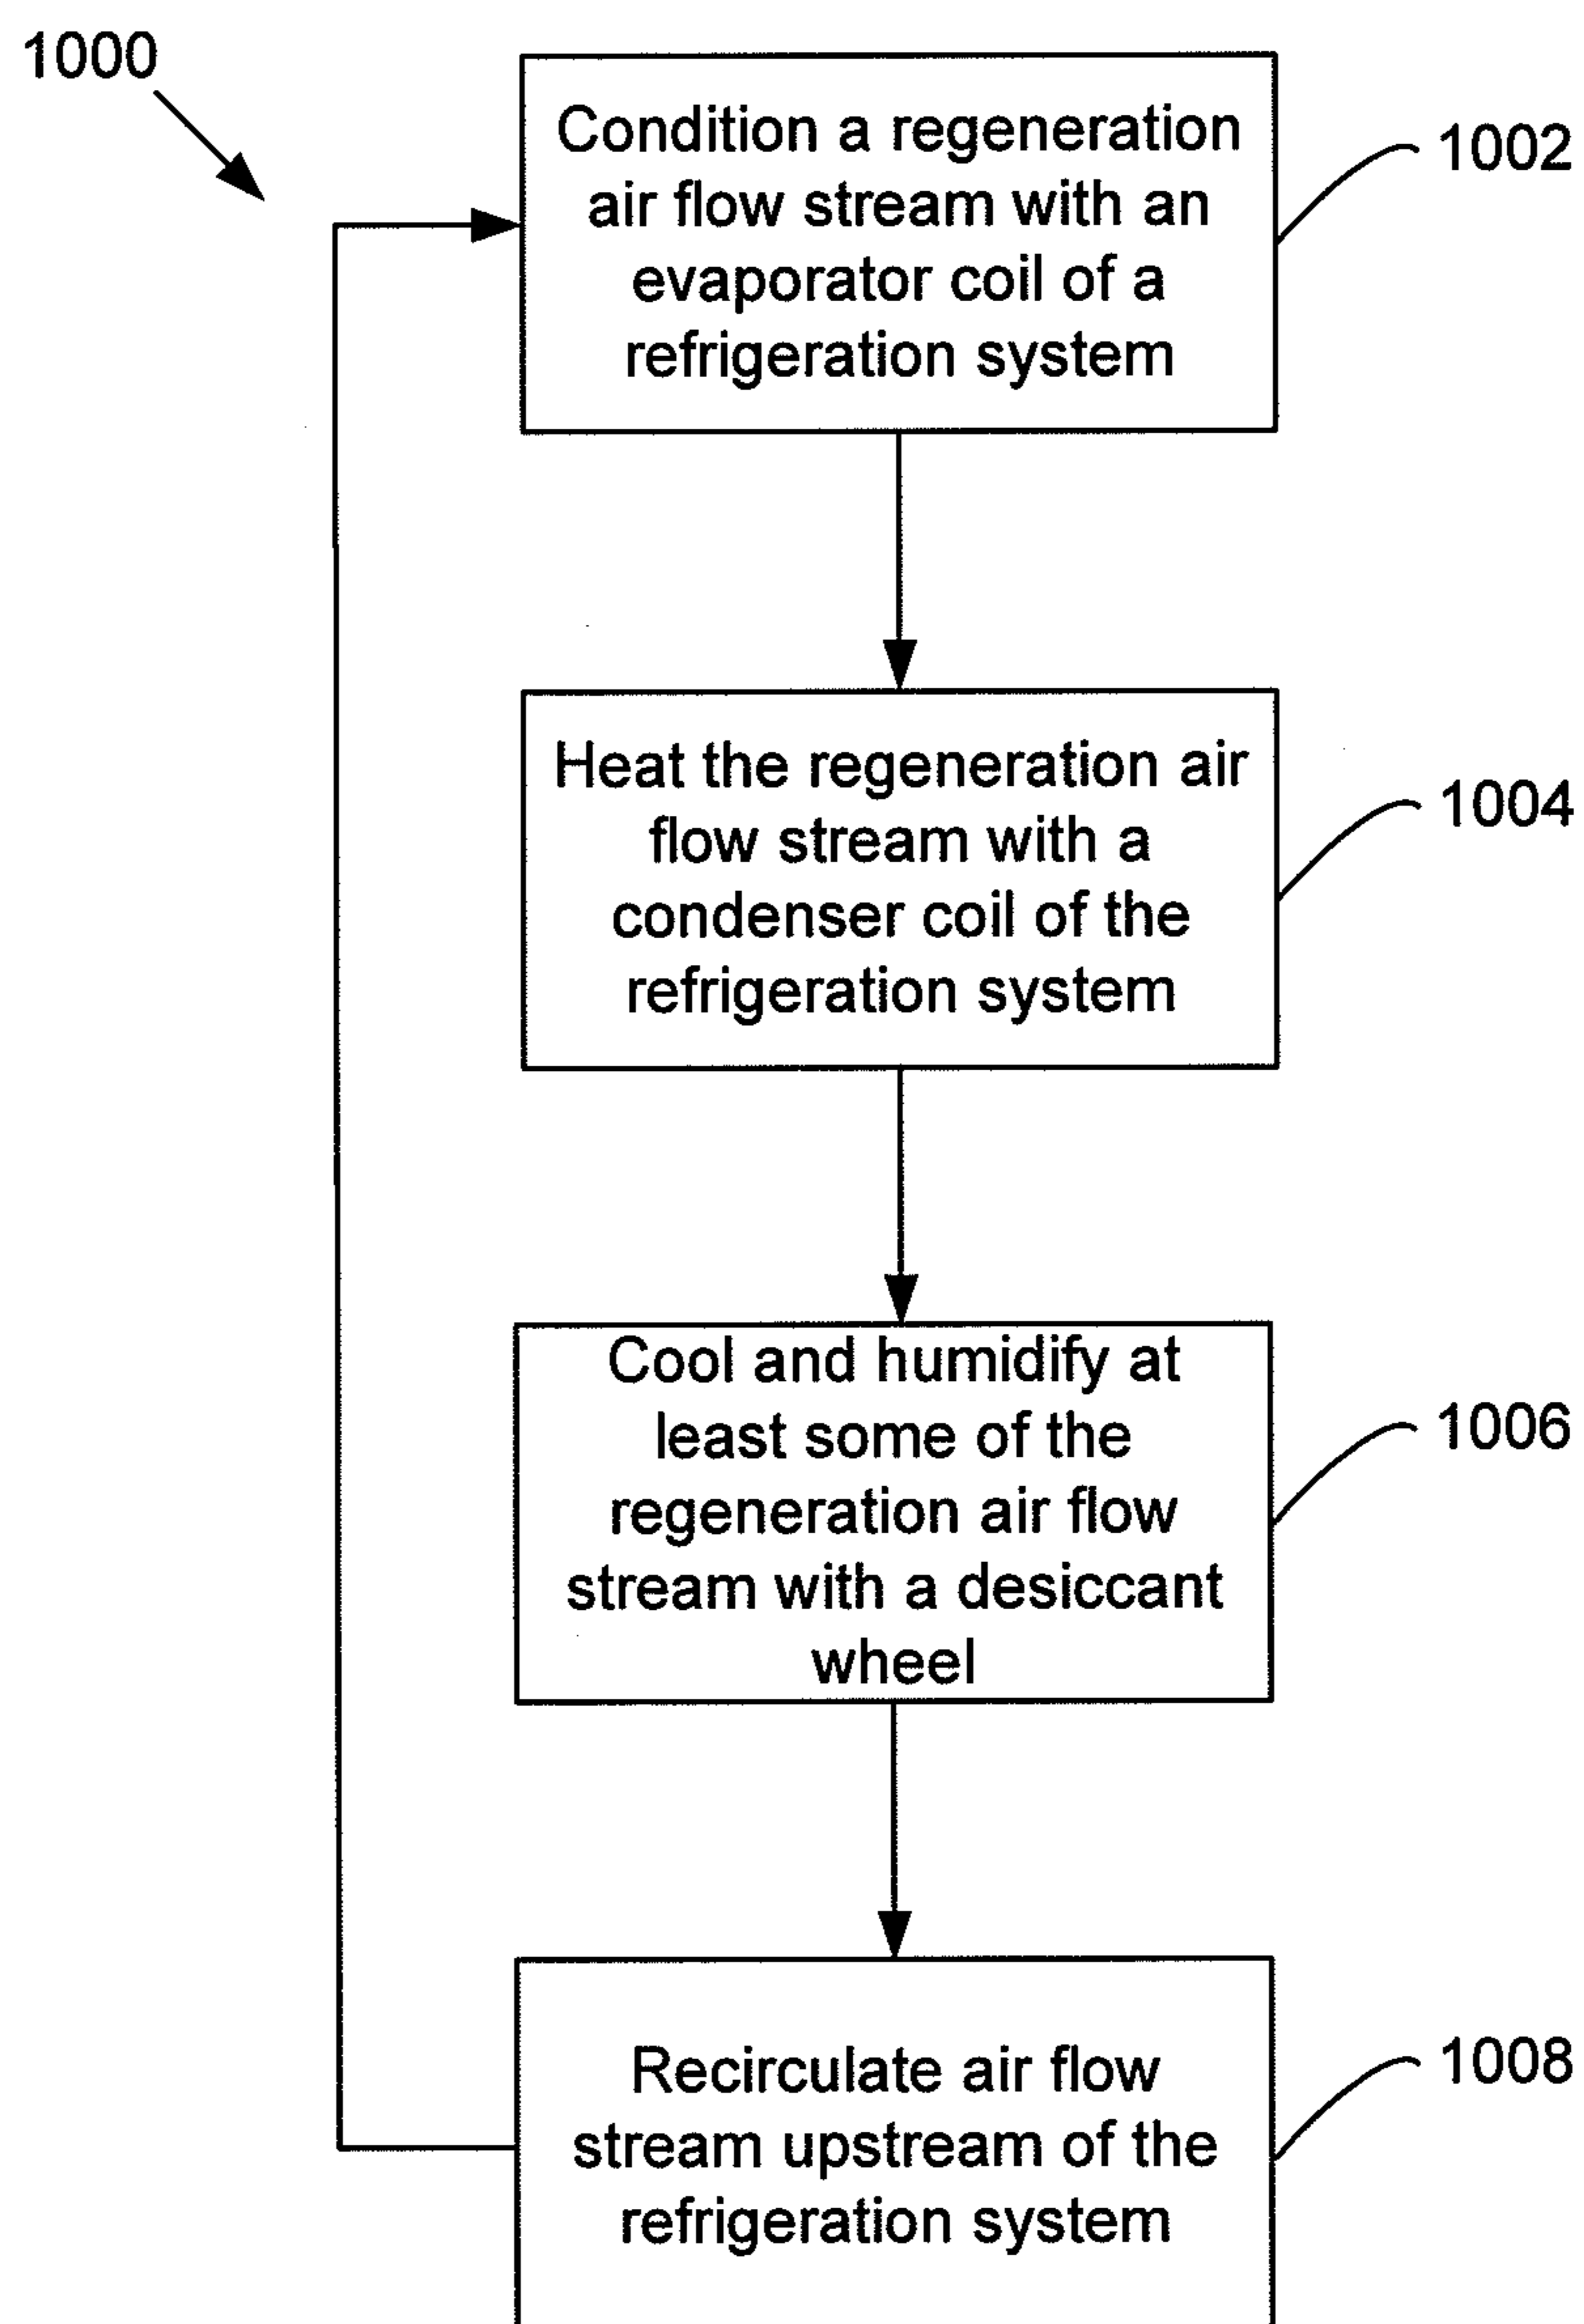 1000
Condition a regeneration
air flow stream with an
evaporator coil of a
refrigeration system
1002
Heat the regeneration air
flow stream with a
condenser coil of the
refrigeration system
1004
Cool and humidify at
least some of the
regeneration air flow
stream with a desiccant
wheel
1006
Recirculate air flow
stream upstream of the
refrigeration system
1008